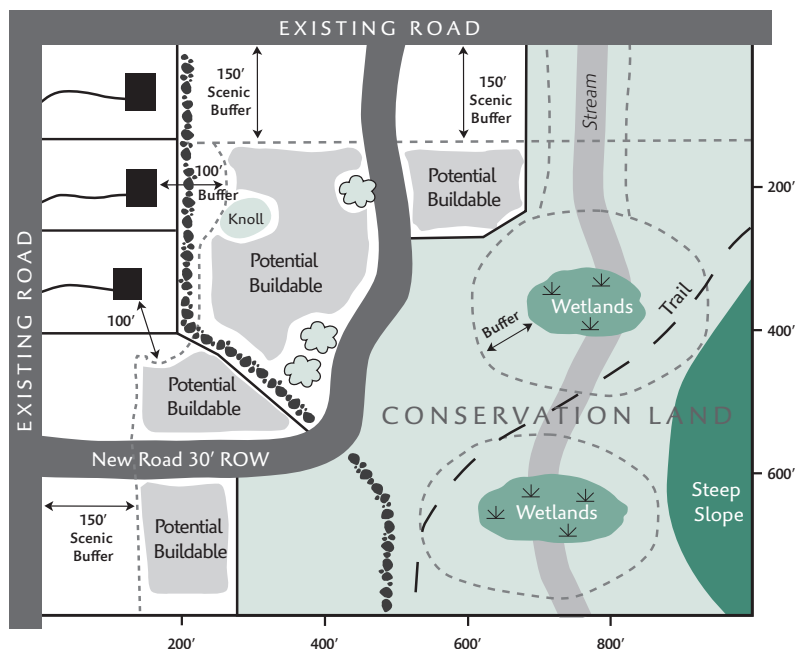 EXISTING ROAD
150’
Scenic
Buffer
150’
Scenic
Buffer
Stream
100’
Buffer
Knoll
Potential
Buildable
200’
Potential
Buildable
EXISTING ROAD
Wetlands
Trail
Buffer
100’
400’
Potential
Buildable
CONSERVATION LAND
New Road 30’ ROW
600’
Steep
Slope
150’
Scenic
Buffer
Potential
Buildable
Wetlands
200’
400’
600’
800’